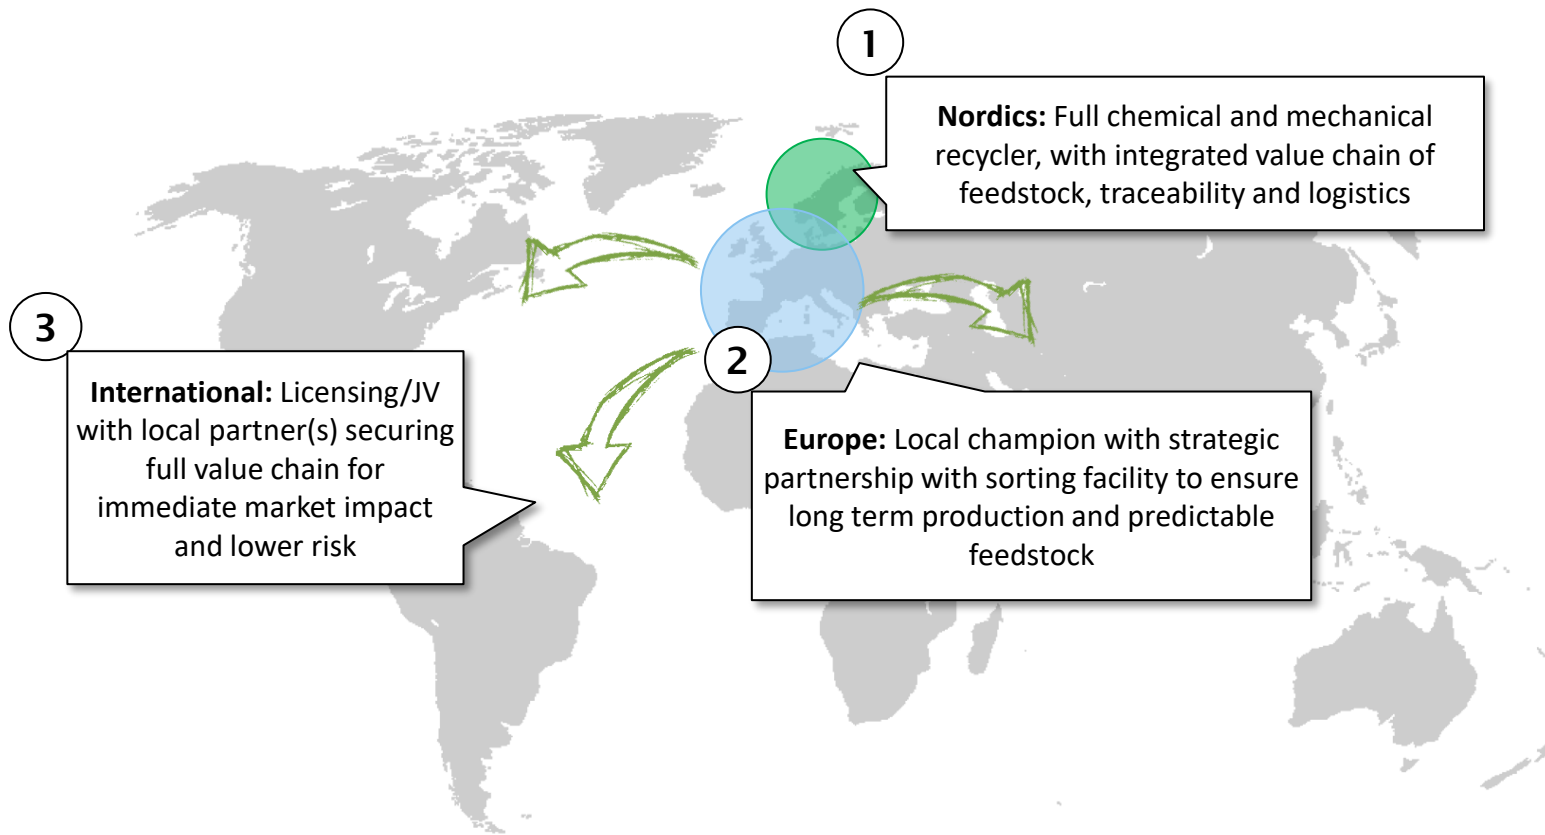 1
Nordics: Full chemical and mechanical
recycler, with integrated value chain of
feedstock, traceability and logistics
3
International: Licensing/JV
with local partner(s) securing
full value chain for
immediate market impact
and lower risk
2
Europe: Local champion with strategic
partnership with sorting facility to ensure
long term production and predictable
feedstock